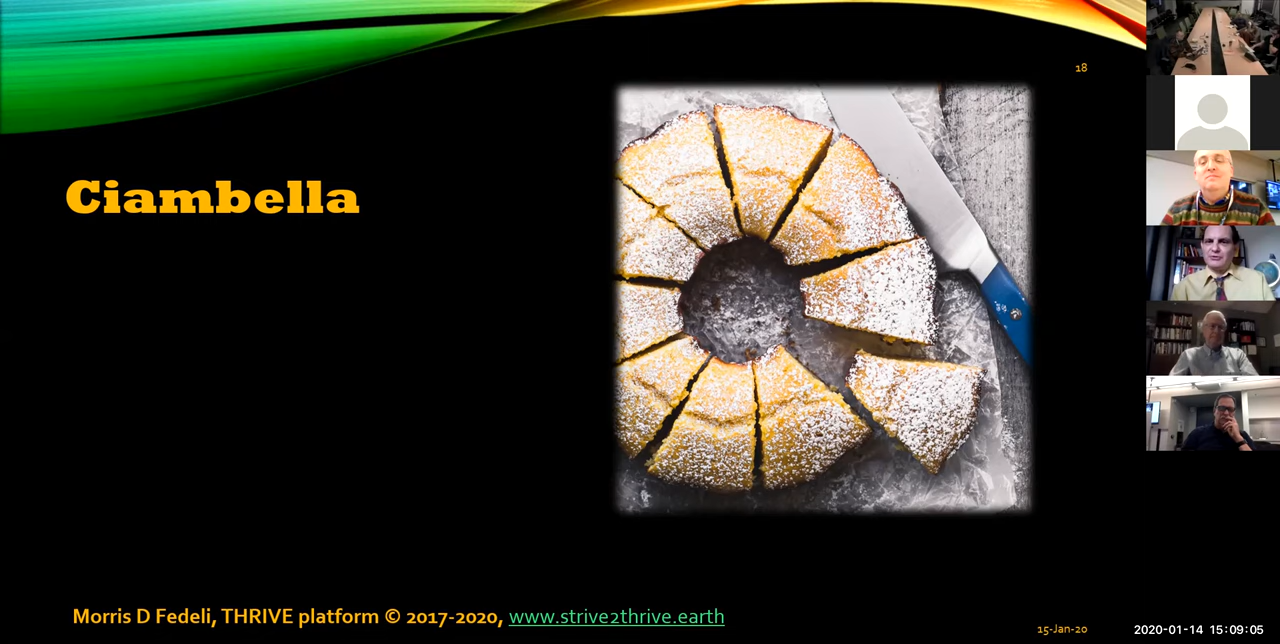 18
Ciambella
Morris D Fedeli, THRIVE platform © 2017-2020, www.strive2thrive.earth
15-Jan-20
2020-01-14 15:09:05